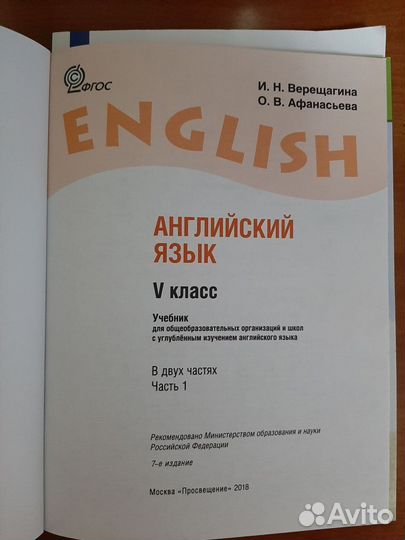 ФГОС
И. Н. Верещагина
О. В. Афанасьева
ENGLISH
АНГЛИЙСКИЙ
ЯЗЫК
V класс
Учебник
для общеобразовательных организаций и школ
с углублённым изучением английского языка
В двух частях
Часть 1
Рекомендовано Министерством образования и науки
Российской Федерации
7-е издание
Москва «Просвещение» 2018
Avito